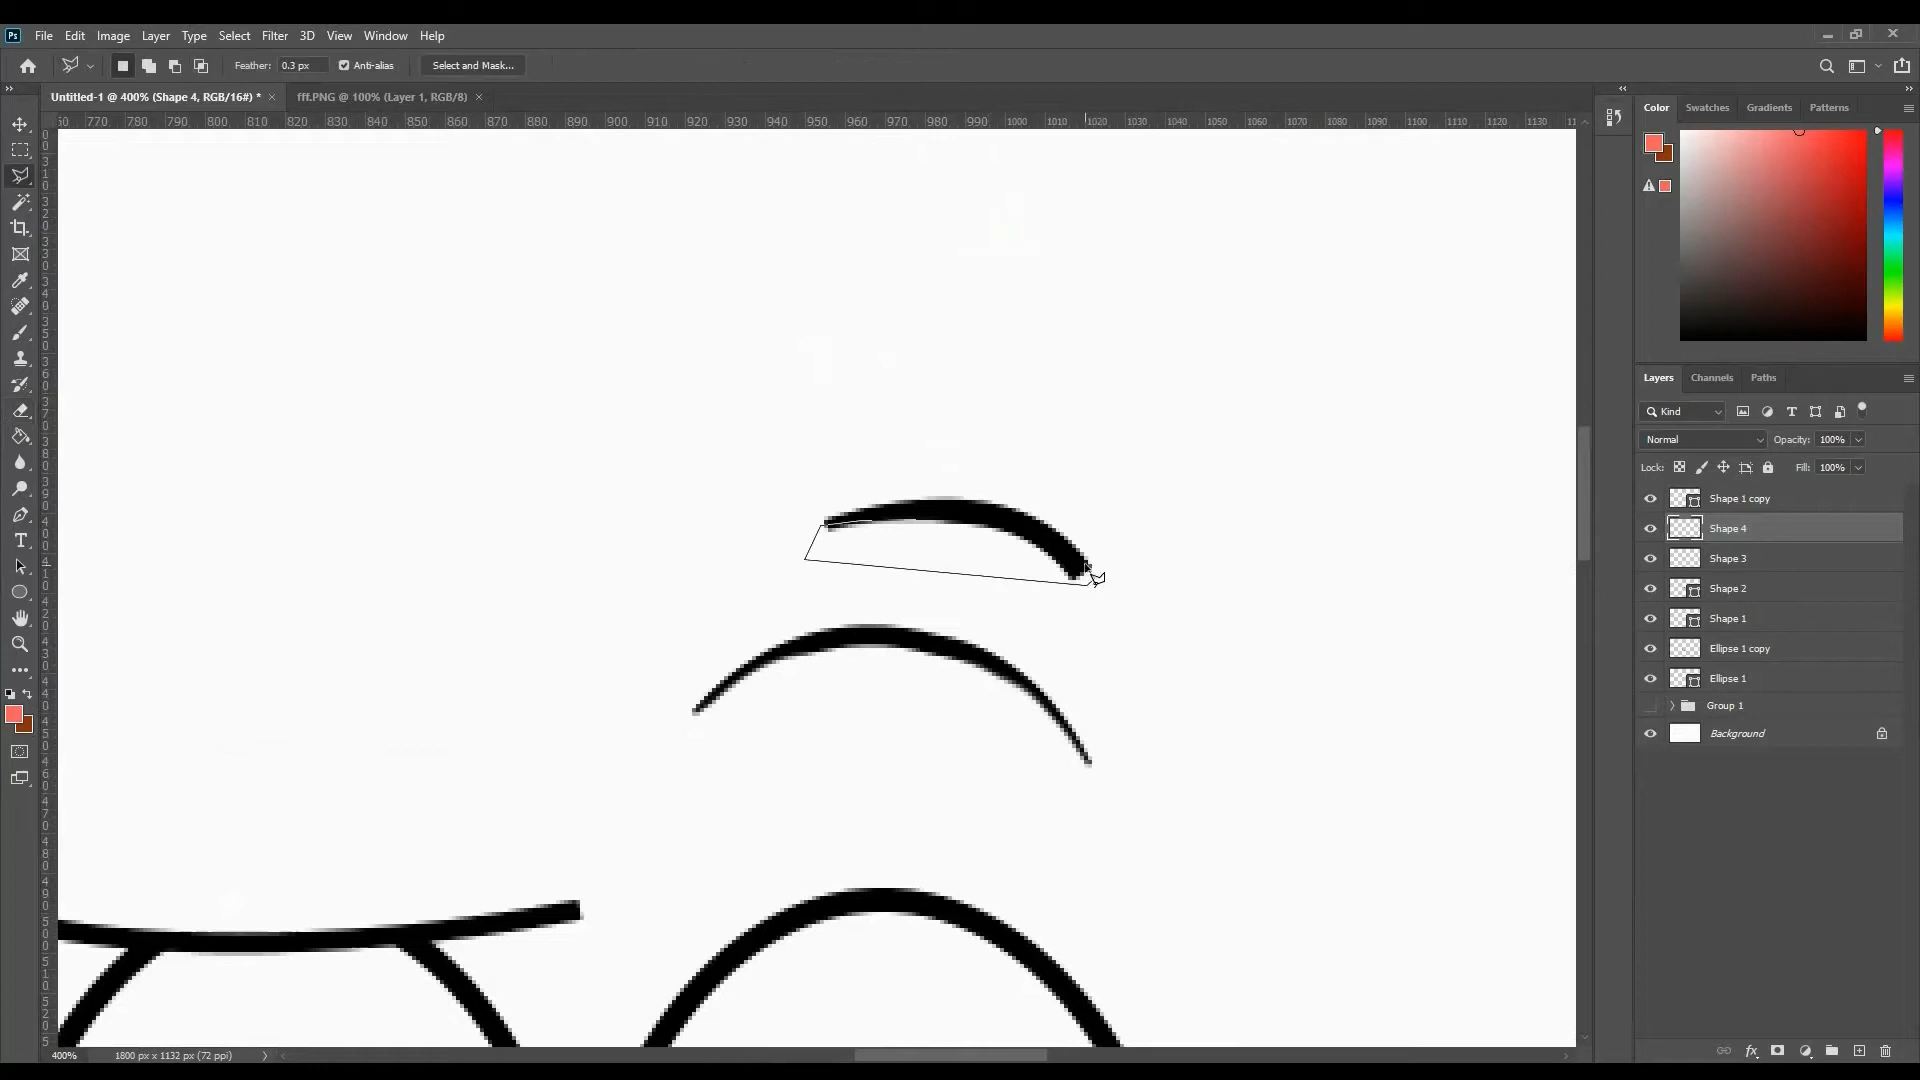 Ps File Edit Image Layer Type Select Filter 3D View Window Help
Feather: 0.3 px Anti-alias Select and Mask...
Untitled-1 @ 400% (Shape 4, RGB/16#) * × fff.PNG @ 100% (Layer 1, RGB/8) ×
60 770 780 790 800 810 820 830 840 850 860 870 880 890 900 910 920 930 940 950 960 970 980 990 1000 1010 1020 1030 1040 1050 1060 1070 1080 1090 1100 1110 1120 1130 11
Color Swatches Gradients Patterns
Layers Channels Paths
Kind
Normal Opacity: 100%
Lock: Fill: 100%
Shape 1 copy
Shape 4
Shape 3
Shape 2
Shape 1
Ellipse 1 copy
Ellipse 1
Group 1
Background
400% 1800 px x 1132 px (72 ppi)